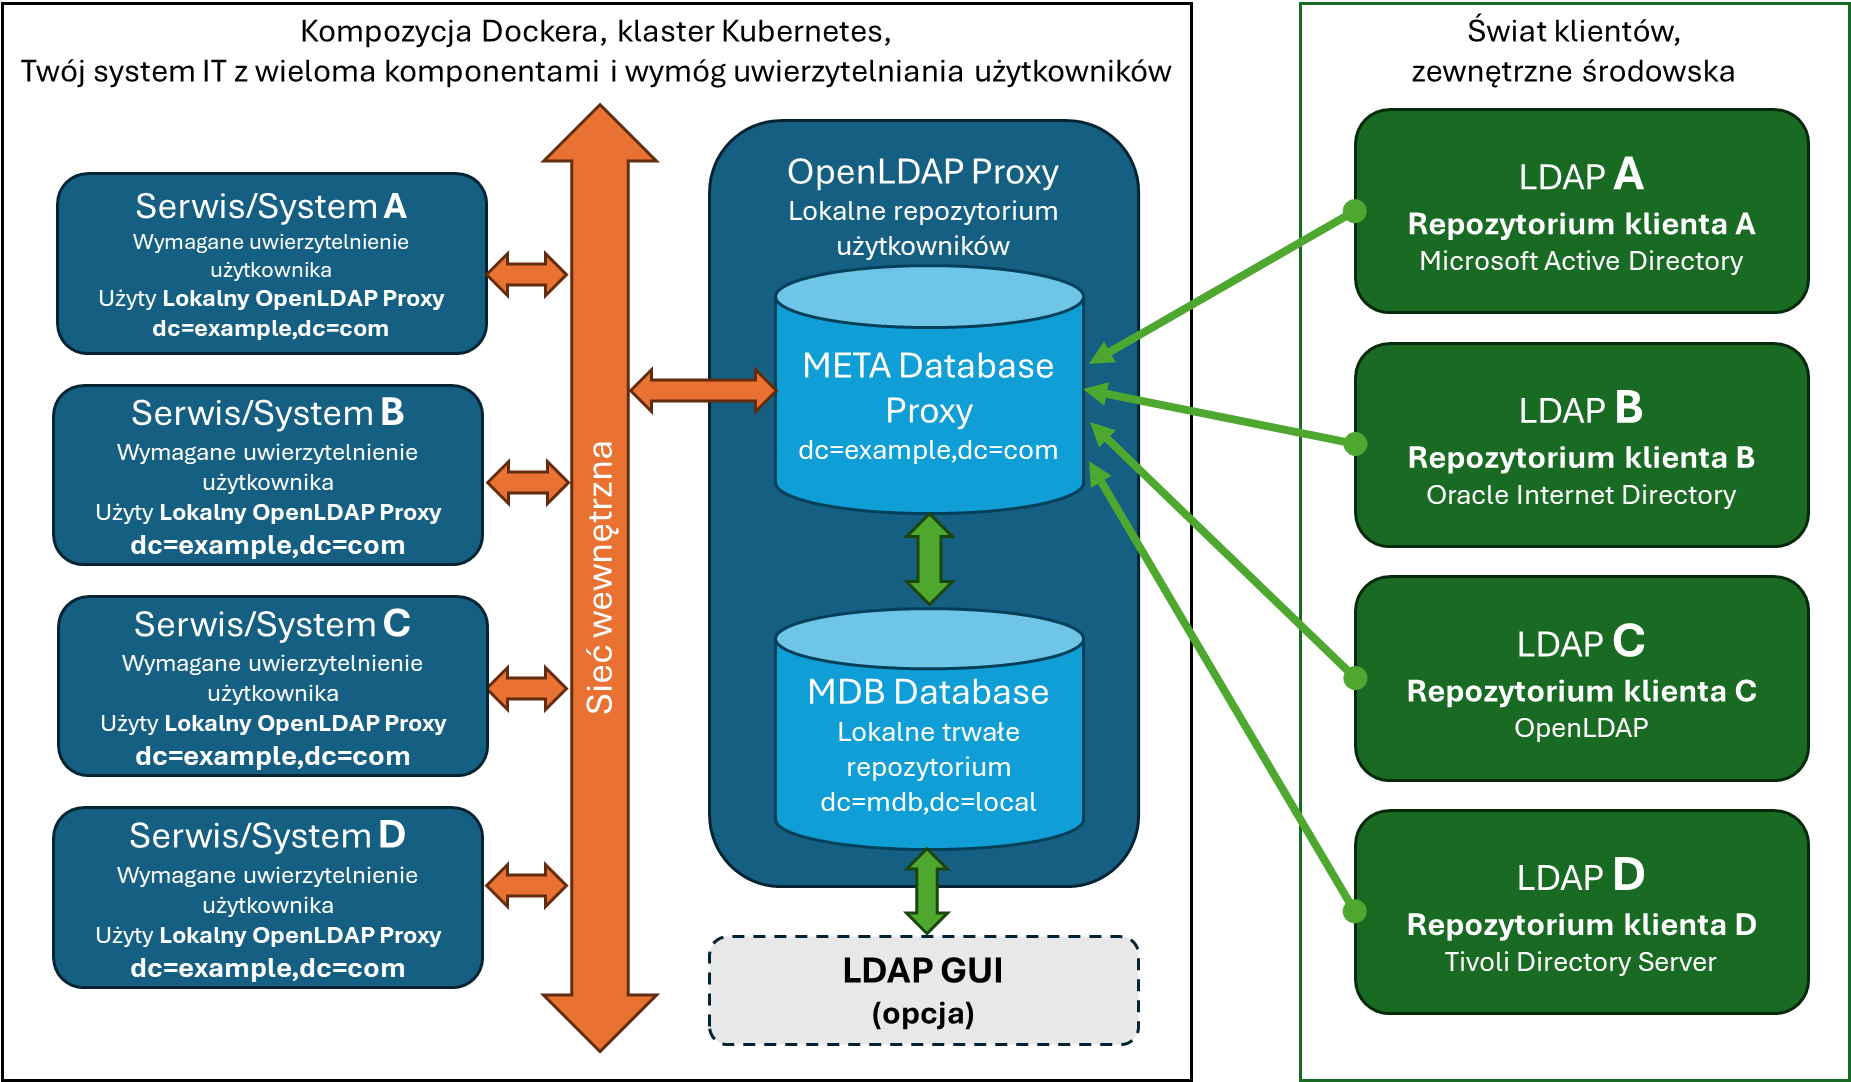 Kompozycja Dockera, klaster Kubernetes,
Twój system IT z wieloma komponentami i wymóg uwierzytelniania użytkowników
Serwis/System A
Wymagane uwierzytelnienie
użytkownika
Użyty Lokalny OpenLDAP Proxy
dc=example,dc=com
Serwis/System B
Wymagane uwierzytelnienie
użytkownika
Użyty Lokalny OpenLDAP Proxy
dc=example,dc=com
Serwis/System C
Wymagane uwierzytelnienie
użytkownika
Użyty Lokalny OpenLDAP Proxy
dc=example,dc=com
Serwis/System D
Wymagane uwierzytelnienie
użytkownika
Użyty Lokalny OpenLDAP Proxy
dc=example,dc=com
Sieć wewnętrzna
OpenLDAP Proxy
Lokalne repozytorium
użytkowników
META Database
Proxy
dc=example,dc=com
MDB Database
Lokalne trwałe
repozytorium
dc=mdb,dc=local
LDAP GUI
(opcja)
Świat klientów,
zewnętrzne środowska
LDAP A
Repozytorium klienta A
Microsoft Active Directory
LDAP B
Repozytorium klienta B
Oracle Internet Directory
LDAP C
Repozytorium klienta C
OpenLDAP
LDAP D
Repozytorium klienta D
Tivoli Directory Server